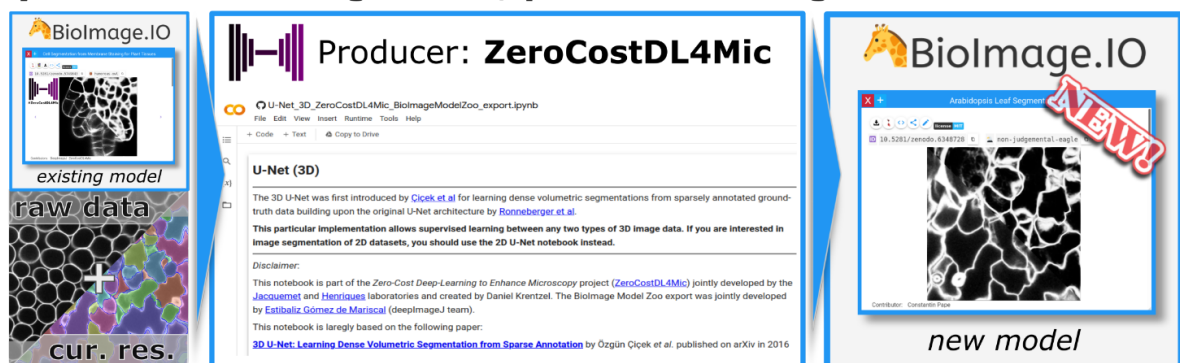 BioImage.IO
existing model
raw data
+
cur. res.
Producer: ZeroCostDL4Mic
U-Net_3D_ZeroCostDL4Mic_BioImageModelZoo_export.ipynb
File Edit View Insert Runtime Tools Help
+ Code + Text Copy to Drive
U-Net (3D)
The 3D U-Net was first introduced by Çiçek et al for learning dense volumetric segmentations from sparsely annotated ground-
truth data building upon the original U-Net architecture by Ronneberger et al.
This particular implementation allows supervised learning between any two types of 3D image data. If you are interested in
image segmentation of 2D datasets, you should use the 2D U-Net notebook instead.
Disclaimer:
This notebook is part of the Zero-Cost Deep-Learning to Enhance Microscopy project (ZeroCostDL4Mic) jointly developed by the
Jacquemet and Henriques laboratories and created by Daniel Krentzel. The BioImage Model Zoo export was jointly developed
by Estibaliz Gómez de Mariscal (deepImageJ team).
This notebook is laregly based on the following paper:
3D U-Net: Learning Dense Volumetric Segmentation from Sparse Annotation by Özgün Çiçek et al. published on arXiv in 2016
BioImage.IO
X + Arabidopsis Leaf Segment
NEW!
10.5281/zenodo.6348728 non-judgemental-eagle
Contributor: Constantin Pape
new model